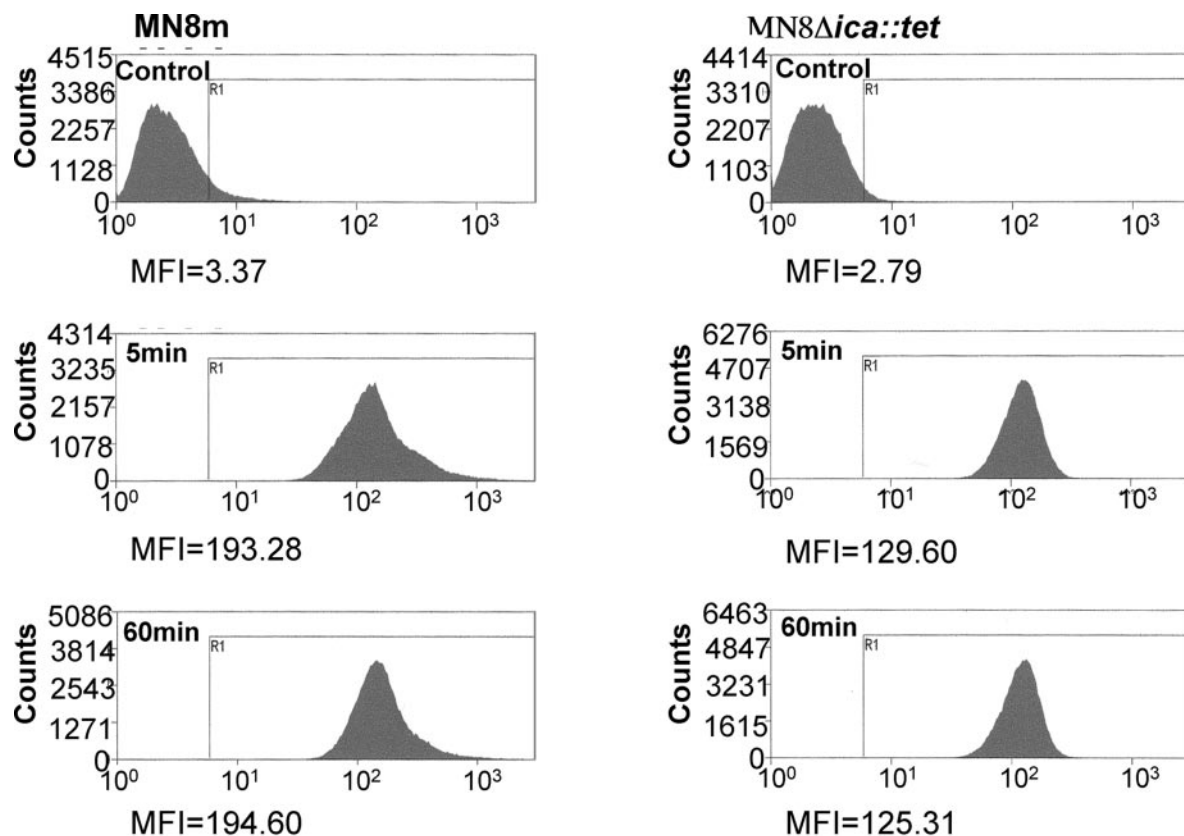 MN8m
4515
Control
3386
R1
2257
1128
0
Counts
10⁰ 10¹ 10² 10³
MFI=3.37
4314
5min
3235
R1
2157
1078
0
Counts
10⁰ 10¹ 10² 10³
MFI=193.28
5086
60min
3814
R1
2543
1271
0
Counts
10⁰ 10¹ 10² 10³
MFI=194.60
MN8Δica::tet
4414
Control
3310
R1
2207
1103
0
Counts
10⁰ 10¹ 10² 10³
MFI=2.79
6276
5min
4707
R1
3138
1569
0
Counts
10⁰ 10¹ 10² 10³
MFI=129.60
6463
60min
4847
R1
3231
1615
0
Counts
10⁰ 10¹ 10² 10³
MFI=125.31